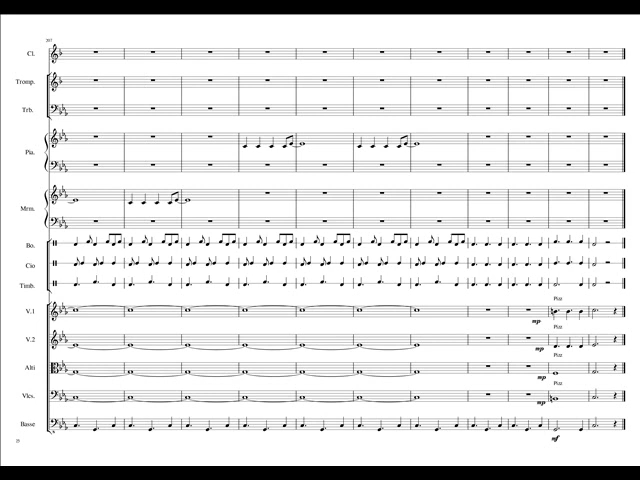 Cl.
Tromp.
Trb.
Pia.
Mrm.
Bo.
Cio
Timb.
Pizz
V.1
mp
Pizz
V.2
mp
Pizz
Alti
mp
Pizz
Vlcs.
mp
Basse
mf